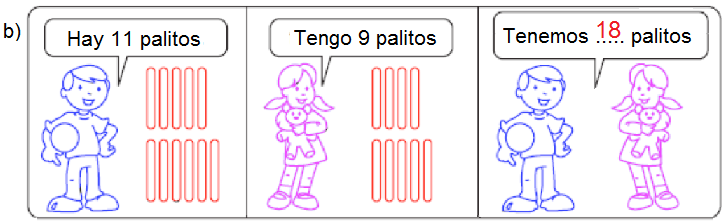 b)
Hay 11 palitos
Tengo 9 palitos
Tenemos 18 palitos